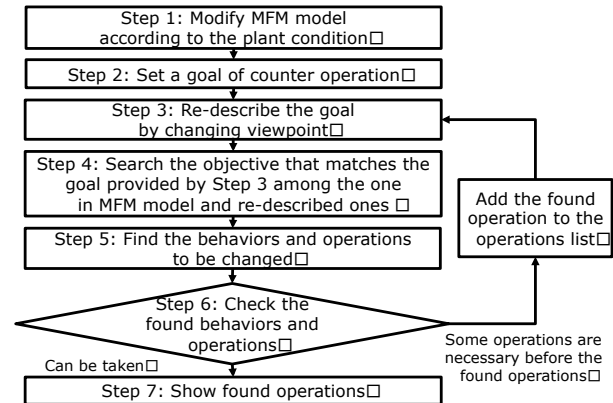 Step 1: Modify MFM model
according to the plant condition□
Step 2: Set a goal of counter operation□
Step 3: Re-describe the goal
by changing viewpoint□
Step 4: Search the objective that matches the
goal provided by Step 3 among the one
in MFM model and re-described ones □
Step 5: Find the behaviors and operations
to be changed□
Step 6: Check the
found behaviors and
operations□
Can be taken□
Step 7: Show found operations□
Add the found
operation to the
operations list□
Some operations are
necessary before the
found operations□